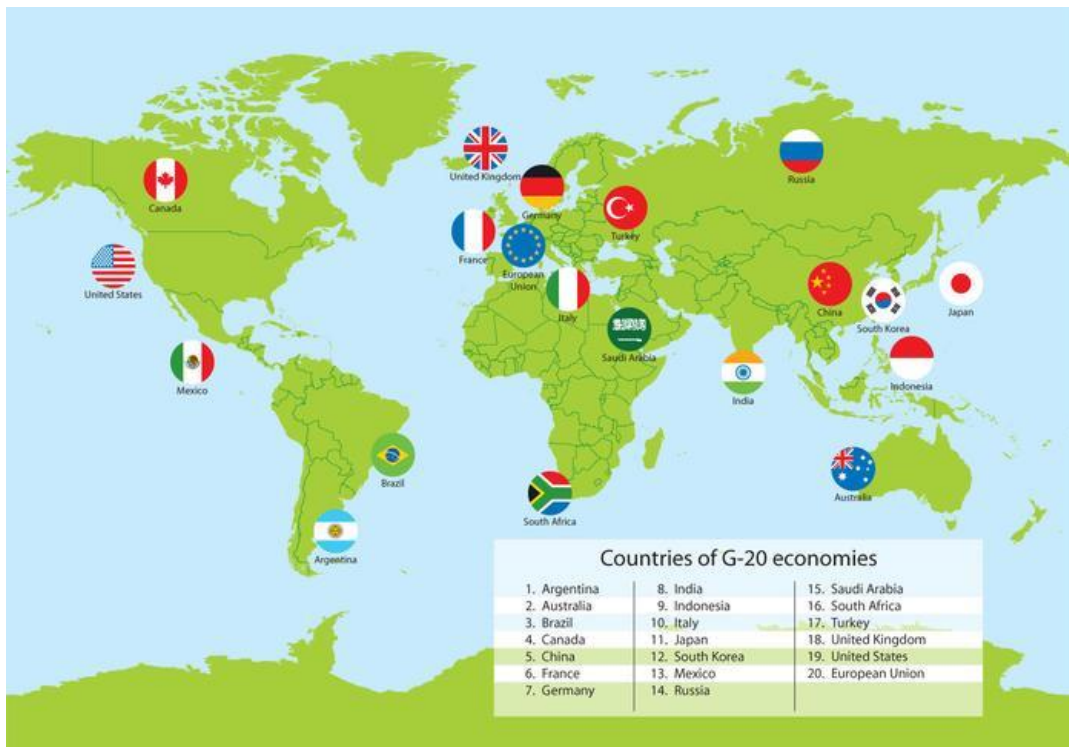 United Kingdom
Russia
Canada
Germany
Turkey
France
European
Union
United States
Italy
China
South Korea
Japan
Saudi Arabia
Mexico
India
Indonesia
Brazil
Australia
South Africa
Argentina
Countries of G-20 economies
1. Argentina
2. Australia
3. Brazil
4. Canada
5. China
6. France
7. Germany
8. India
9. Indonesia
10. Italy
11. Japan
12. South Korea
13. Mexico
14. Russia
15. Saudi Arabia
16. South Africa
17. Turkey
18. United Kingdom
19. United States
20. European Union